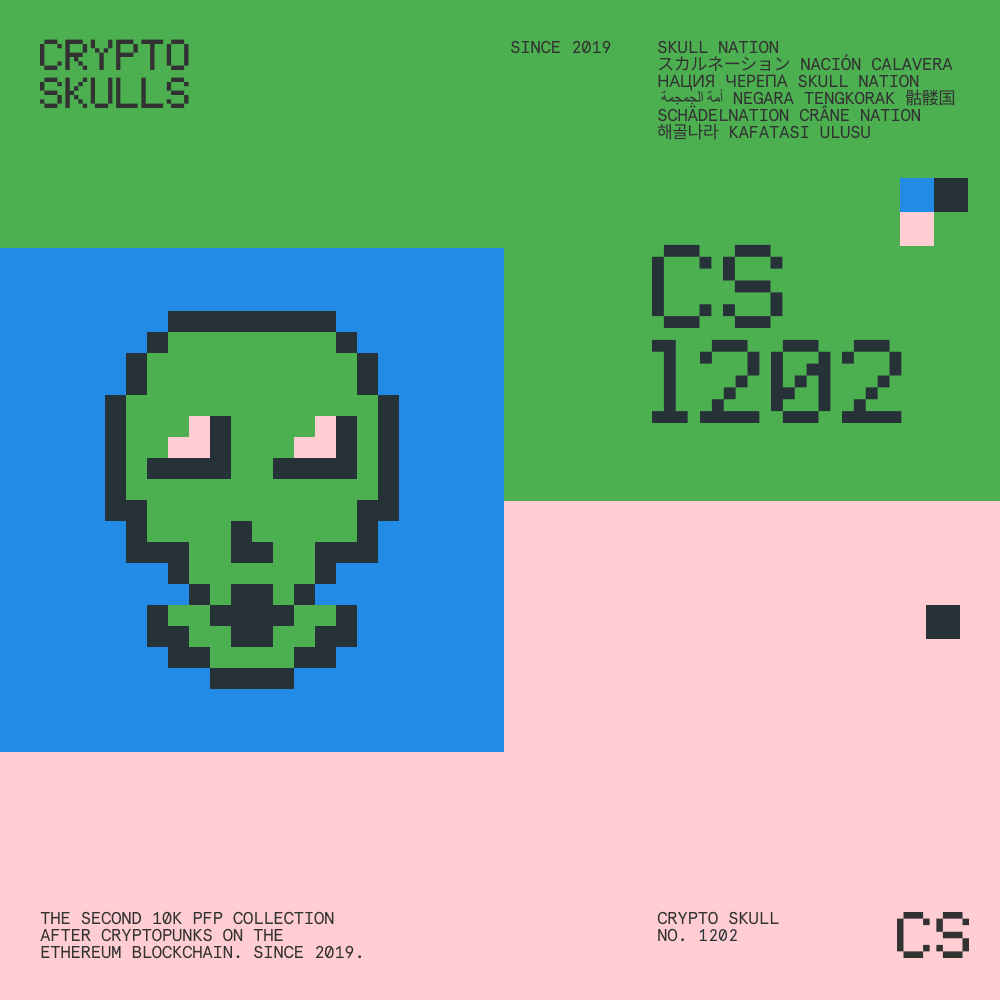 CRYPTO
SKULLS
SINCE 2019
SKULL NATION
スカルネーション NACIÓN CALAVERA
НАЦИЯ ЧЕРЕПА SKULL NATION
أمة الجمجمة NEGARA TENGKORAK 骷髅国
SCHÄDELNATION CRÂNE NATION
해골나라 KAFATASI ULUSU
CS
1202
THE SECOND 10K PFP COLLECTION
AFTER CRYPTOPUNKS ON THE
ETHEREUM BLOCKCHAIN. SINCE 2019.
CRYPTO SKULL
NO. 1202
CS